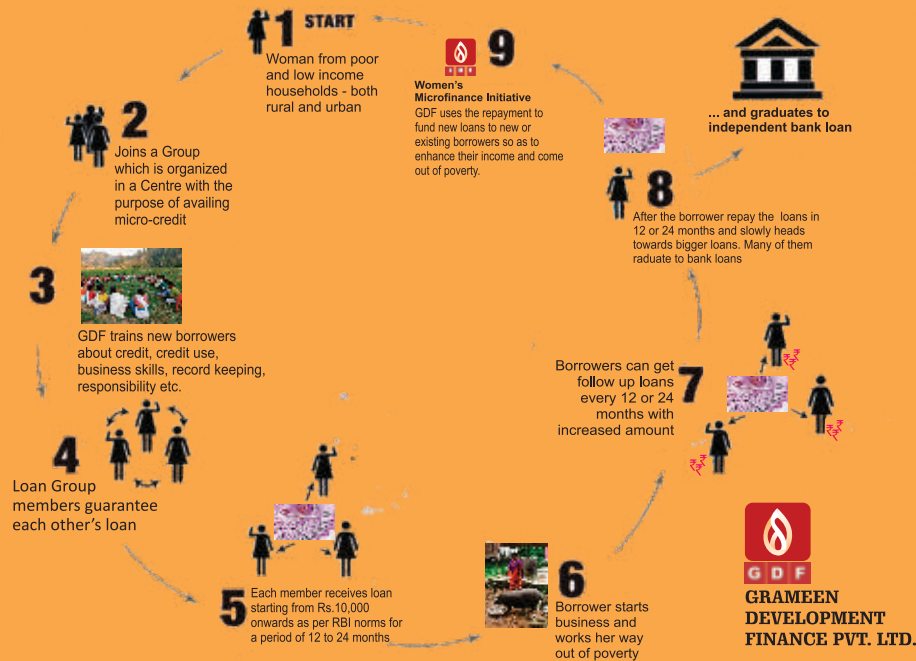 1 START
Woman from poor
and low income
households - both
rural and urban
2
Joins a Group
which is organized
in a Centre with the
purpose of availing
micro-credit
3
GDF trains new borrowers
about credit, credit use,
business skills, record keeping,
responsibility etc.
4
Loan Group
members guarantee
each other's loan
5
Each member receives loan
starting from Rs.10,000
onwards as per RBI norms for
a period of 12 to 24 months
6
Borrower starts
business and
works her way
out of poverty
7
Borrowers can get
follow up loans
every 12 or 24
months with
increased amount
₹₹₹
₹₹₹
₹₹₹
8
After the borrower repay the loans in
12 or 24 months and slowly heads
towards bigger loans. Many of them
raduate to bank loans
... and graduates to
independent bank loan
9
G D F
Women's
Microfinance Initiative
GDF uses the repayment to
fund new loans to new or
existing borrowers so as to
enhance their income and come
out of poverty.
G D F
GRAMEEN
DEVELOPMENT
FINANCE PVT. LTD.